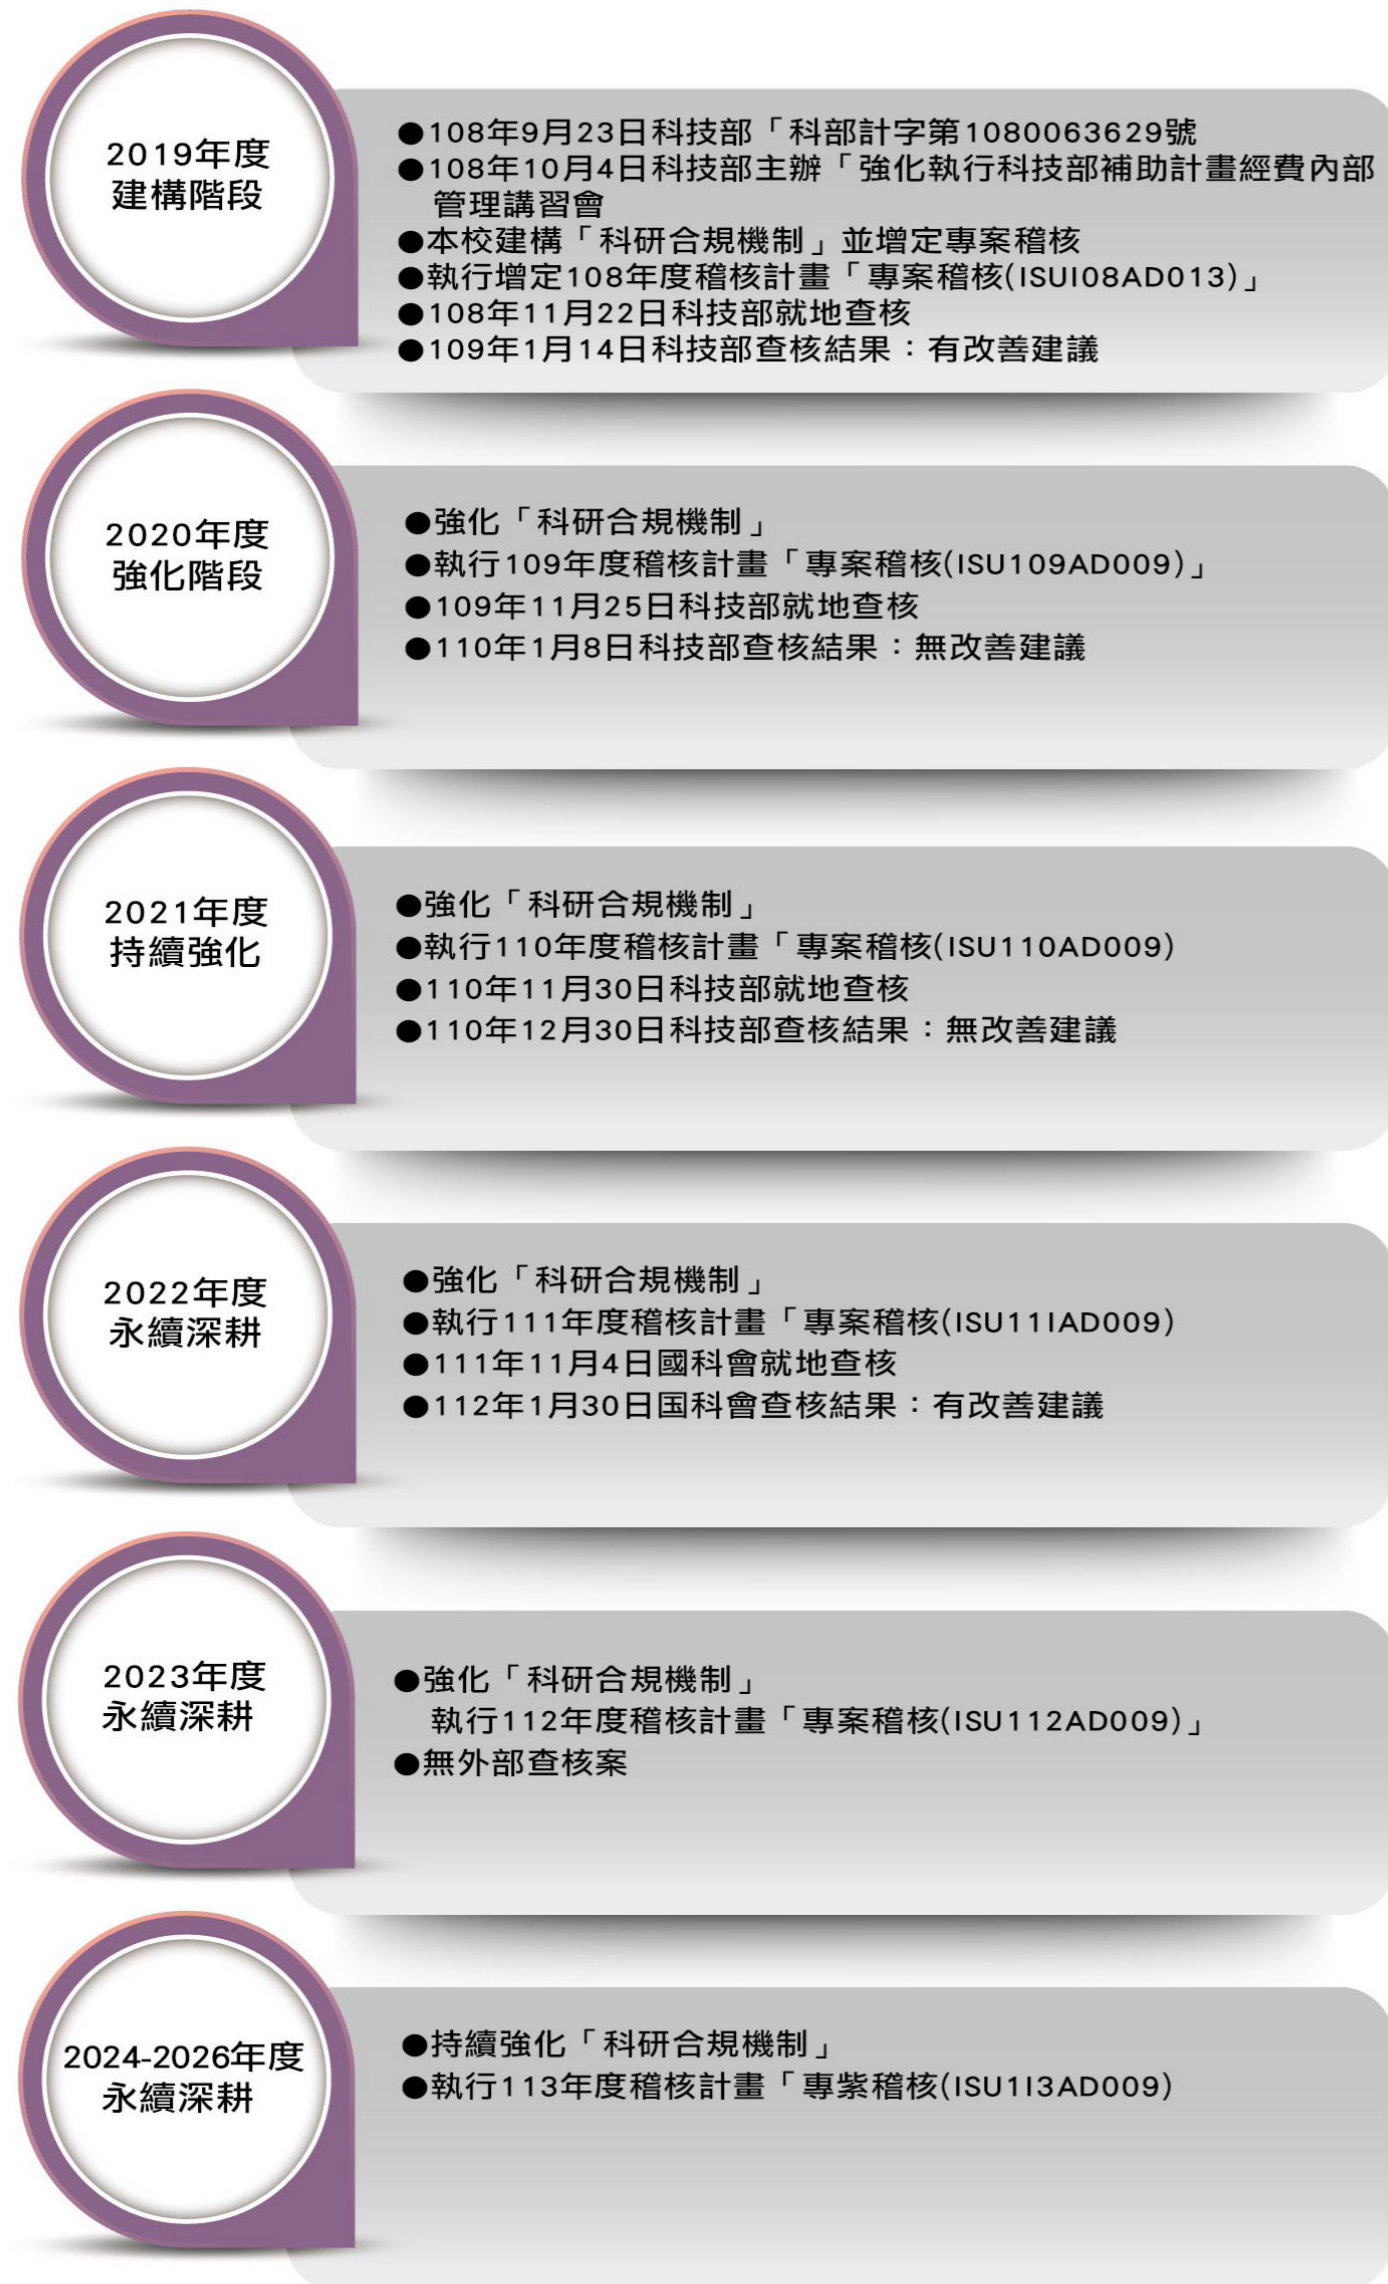 2019年度
建構階段
●108年9月23日科技部「科部計字第1080063629號
●108年10月4日科技部主辦「強化執行科技部補助計畫經費內部
管理講習會
●本校建構「科研合規機制」並增定專案稽核
●執行增定108年度稽核計畫「專案稽核(ISUI08AD013)」
●108年11月22日科技部就地查核
●109年1月14日科技部查核結果：有改善建議
2020年度
強化階段
●強化「科研合規機制」
●執行109年度稽核計畫「專案稽核(ISU109AD009)」
●109年11月25日科技部就地查核
●110年1月8日科技部查核結果：無改善建議
2021年度
持續強化
●強化「科研合規機制」
●執行110年度稽核計畫「專案稽核(ISU110AD009)
●110年11月30日科技部就地查核
●110年12月30日科技部查核結果：無改善建議
2022年度
永續深耕
●強化「科研合規機制」
●執行111年度稽核計畫「專案稽核(ISU11IAD009)
●111年11月4日國科會就地查核
●112年1月30日国科會查核結果：有改善建議
2023年度
永續深耕
●強化「科研合規機制」
執行112年度稽核計畫「專案稽核(ISU112AD009)」
●無外部查核案
2024-2026年度
永續深耕
●持續強化「科研合規機制」
●執行113年度稽核計畫「專紫稽核(ISU1I3AD009)